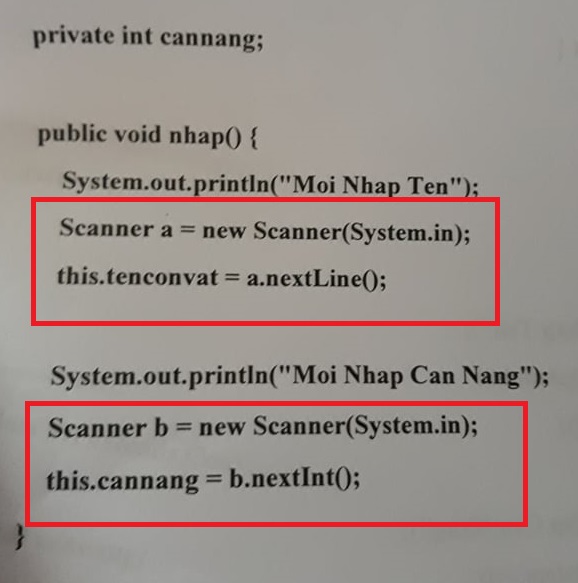 private int cannang;
public void nhap() {
System.out.println("Moi Nhap Ten");
Scanner a = new Scanner(System.in);
this.tenconvat = a.nextLine();
System.out.println("Moi Nhap Can Nang");
Scanner b = new Scanner(System.in);
this.cannang = b.nextInt();
}